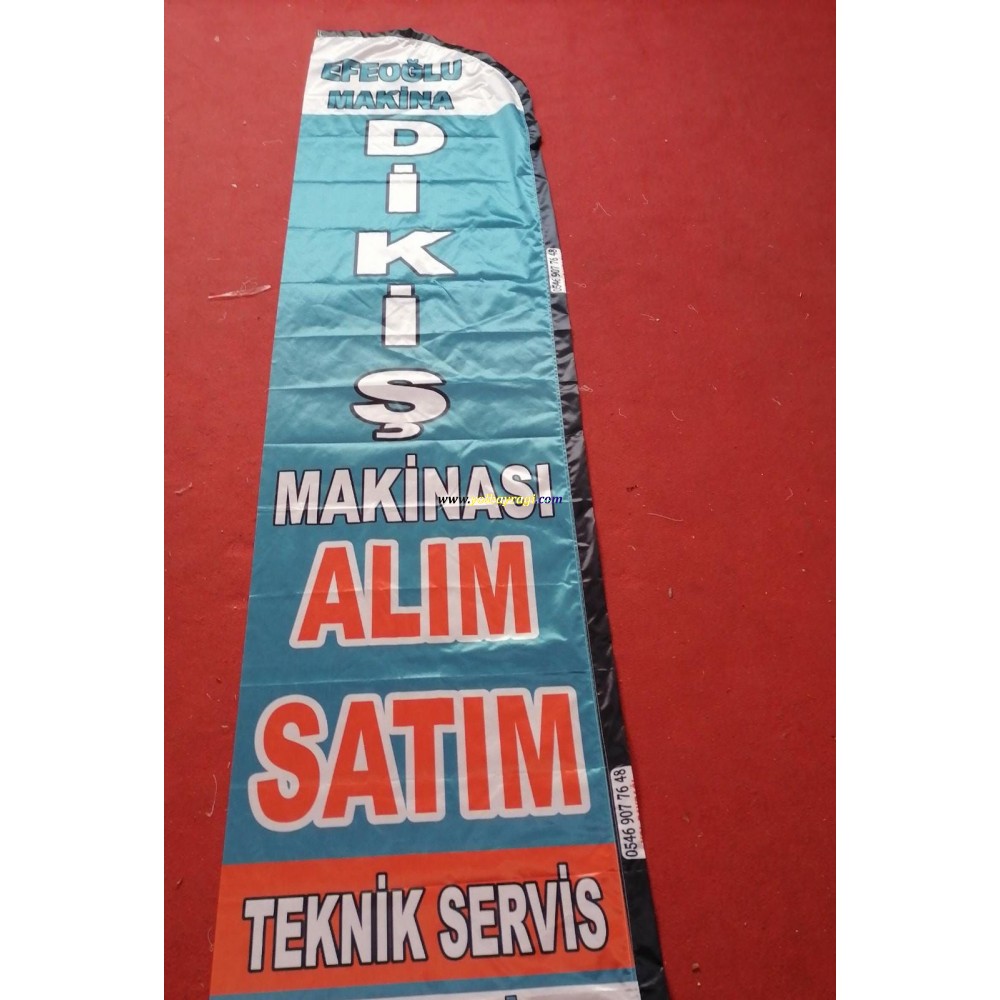 EFEOĞLU
MAKİNA
DİKİŞ
MAKİNASI
ALIM
SATIM
TEKNİK SERVİS
0546 907 76 48
0546 907 76 48